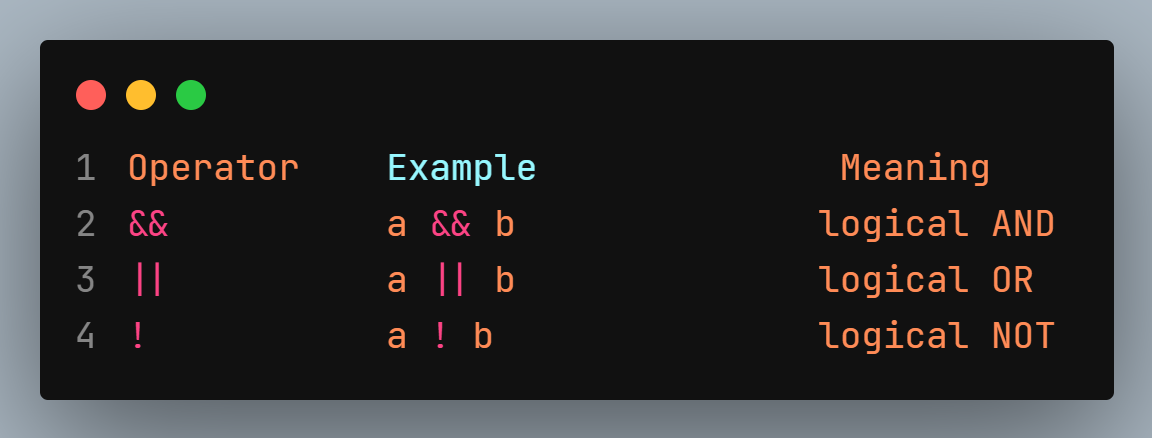 1 Operator Example Meaning
2 && a && b logical AND
3 || a || b logical OR
4 ! a ! b logical NOT